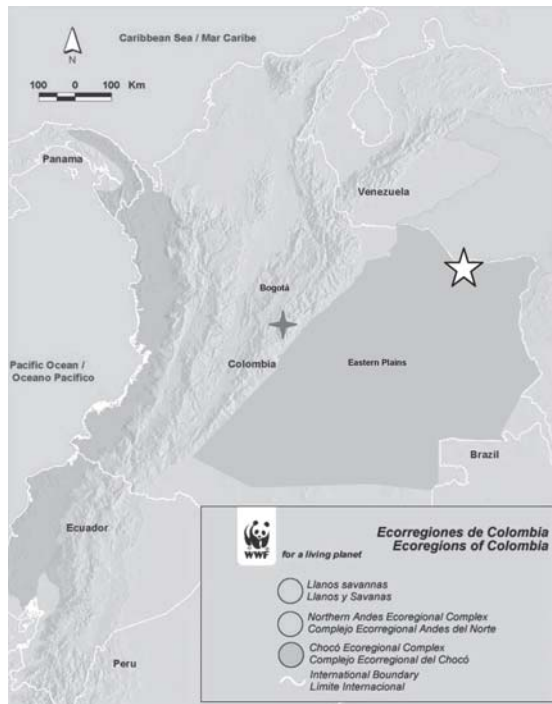 Caribbean Sea / Mar Caribe
N
100 0 100 Km
Panama
Venezuela
Bogotá
Colombia
Eastern Plains
Pacific Ocean /
Oceano Pacífico
Brazil
Ecuador
Peru
WWF
for a living planet
Ecorregiones de Colombia
Ecoregions of Colombia
Llanos savannas
Llanos y Savanas
Northern Andes Ecoregional Complex
Complejo Ecorregional Andes del Norte
Chocó Ecoregional Complex
Complejo Ecorregional del Chocó
International Boundary
Límite Internacional